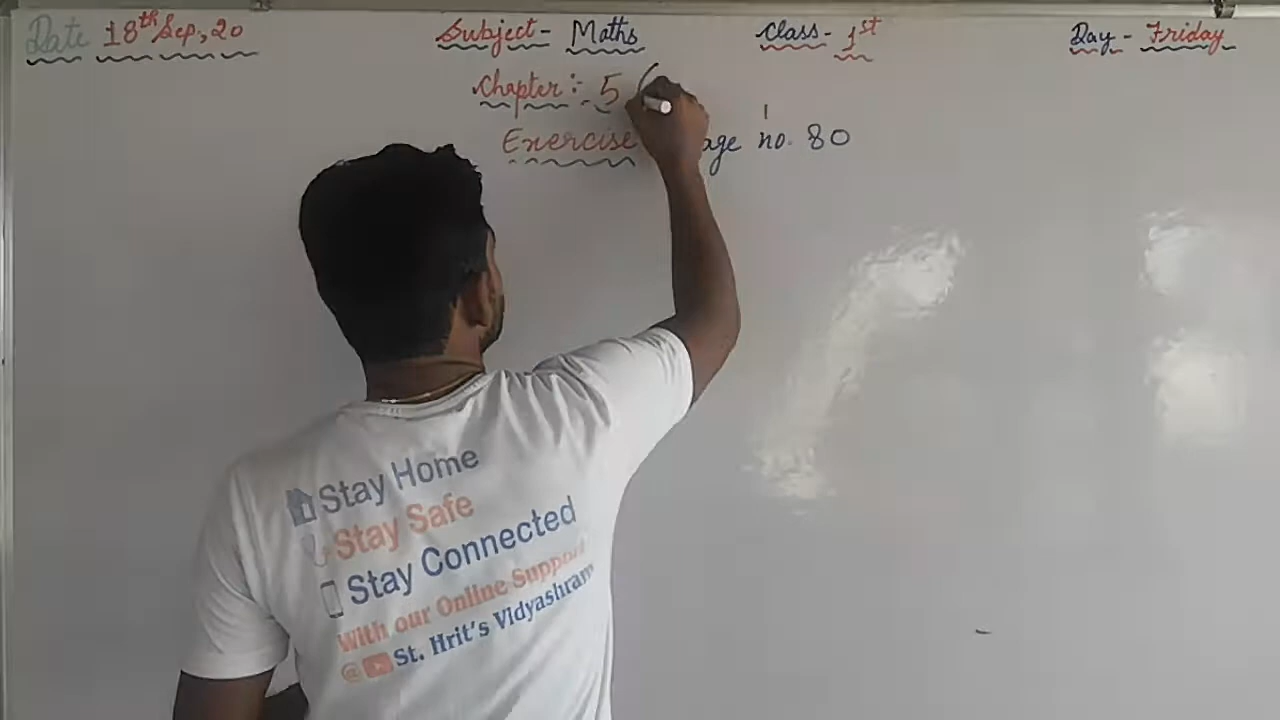 Date 18th Sep, 20 Subject - Maths Class - 1st Day - Friday
Chapter :- 5 (
Exercise age no. 80
Stay Home
Stay Safe
Stay Connected
With our Online Support
@ St. Hrit's Vidyashram